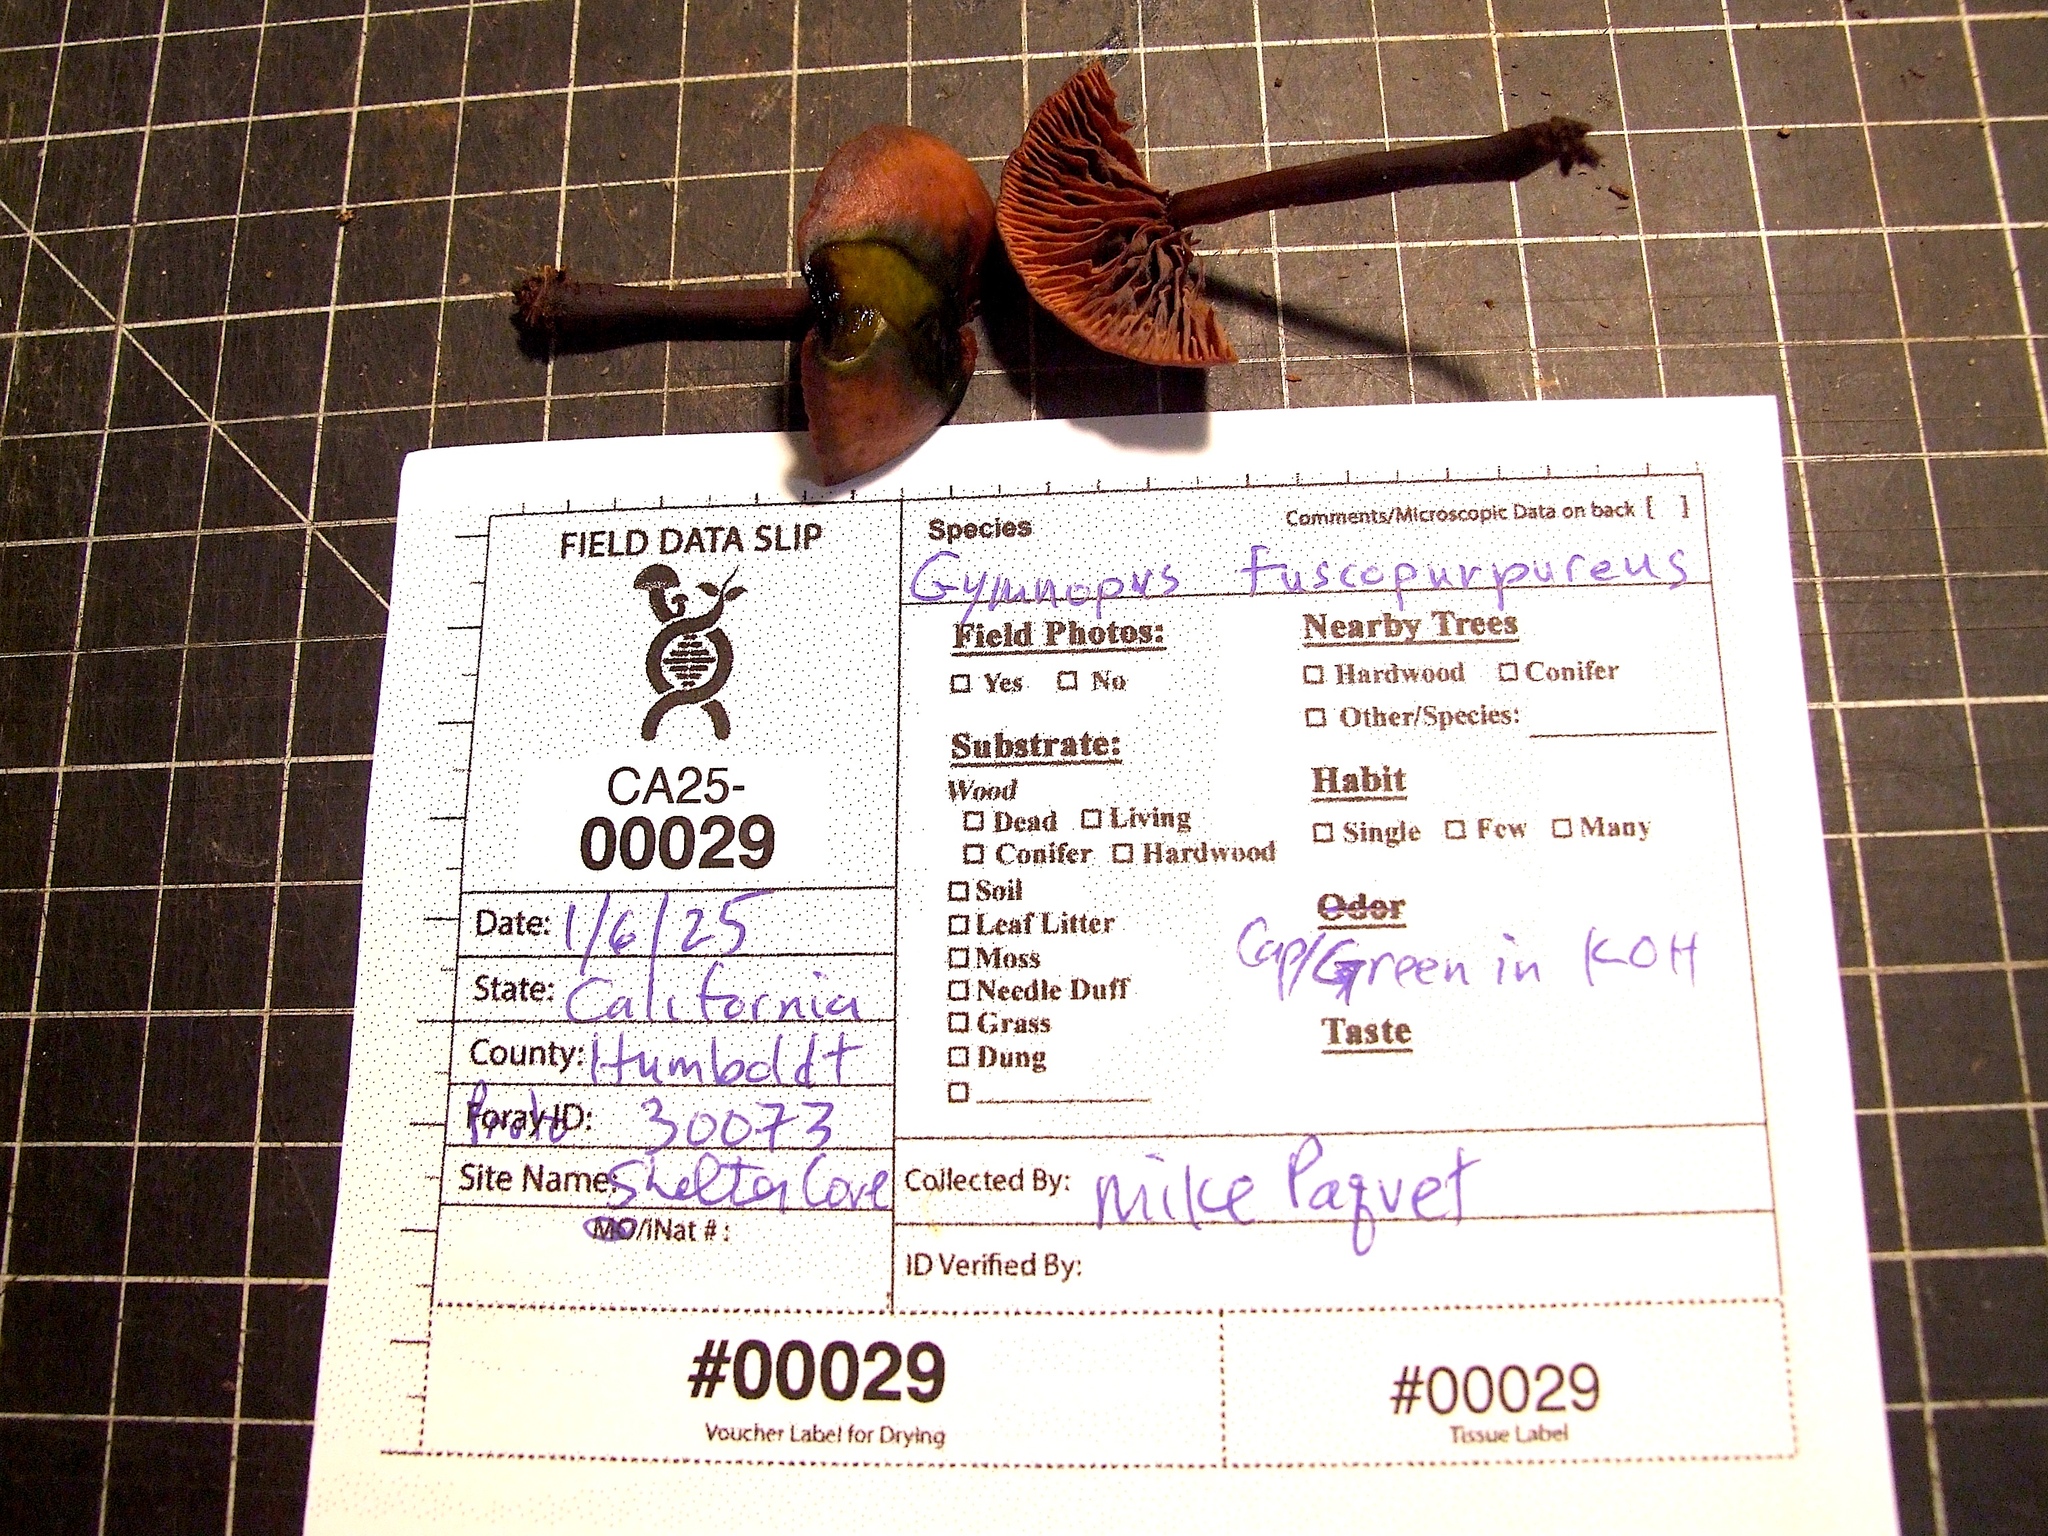 FIELD DATA SLIP
CA25-
00029
Date: 1/6/25
State: California
County: Humboldt
Foray ID: 30073
Site Name: Shelter Cove
MO/iNat #:
Species
Comments/Microscopic Data on back [ ]
Gymnopus Fuscopurpureus
Field Photos:
☐ Yes ☐ No
Substrate:
Wood
☐ Dead ☐ Living
☐ Conifer ☐ Hardwood
☐ Soil
☐ Leaf Litter
☐ Moss
☐ Needle Duff
☐ Grass
☐ Dung
☐
Nearby Trees
☐ Hardwood ☐ Conifer
☐ Other/Species:
Habit
☐ Single ☐ Few ☐ Many
Odor
Cap/Green in KOH
Taste
Collected By: Mike Paquet
ID Verified By:
#00029
Voucher Label for Drying
#00029
Tissue Label